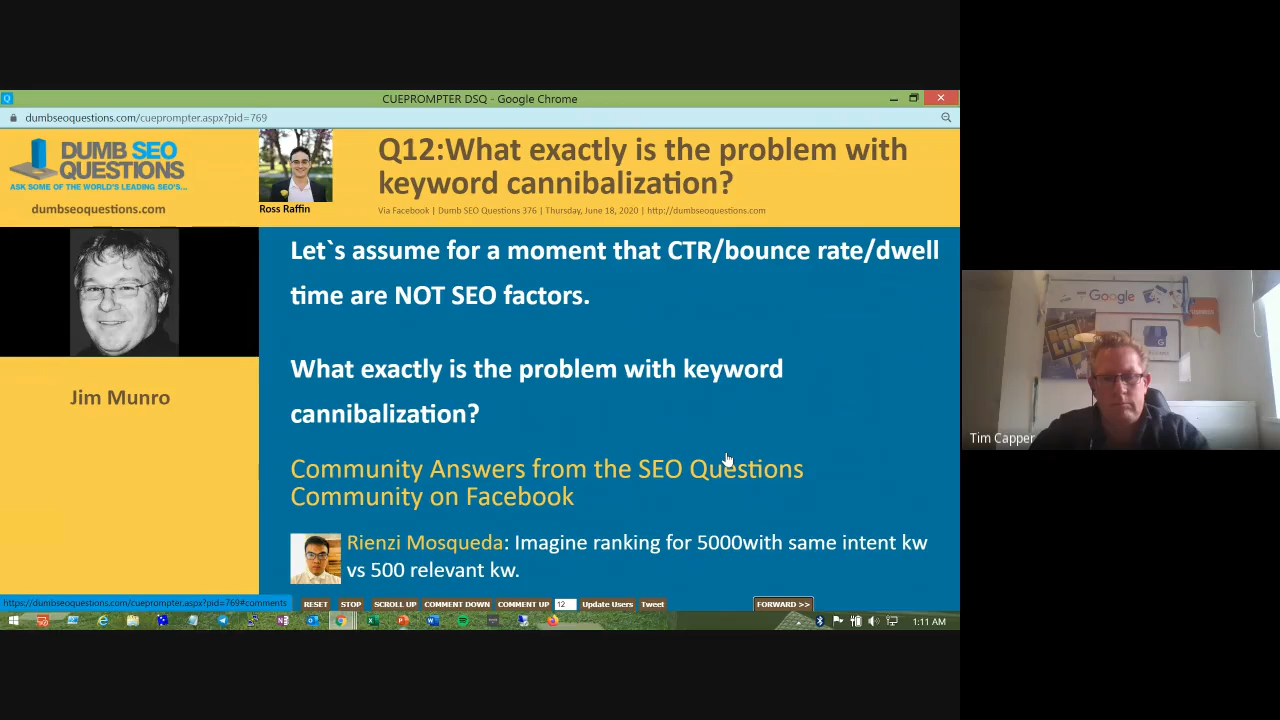 CUEPROMPTER DSQ - Google Chrome
dumbseoquestions.com/cueprompter.aspx?pid=769
DUMB SEO
QUESTIONS
ASK SOME OF THE WORLD'S LEADING SEO'S...
dumbseoquestions.com
Ross Raffin
Q12:What exactly is the problem with
keyword cannibalization?
Via Facebook | Dumb SEO Questions 376 | Thursday, June 18, 2020 | http://dumbseoquestions.com
Jim Munro
Let`s assume for a moment that CTR/bounce rate/dwell
time are NOT SEO factors.
What exactly is the problem with keyword
cannibalization?
Community Answers from the SEO Questions
Community on Facebook
Rienzi Mosqueda: Imagine ranking for 5000with same intent kw
vs 500 relevant kw.
https://dumbseoquestions.com/cueprompter.aspx?pid=769#comments
RESET STOP SCROLL UP COMMENT DOWN COMMENT UP 12 Update Users Tweet FORWARD >>
1:11 AM
Google
Tim Capper